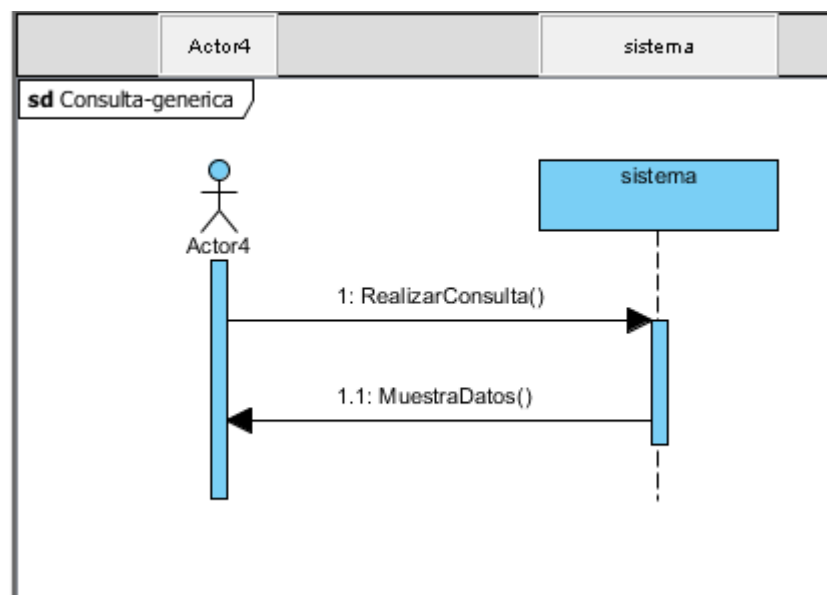 Actor4
sistema
sd Consulta-generica
sistema
Actor4
1: RealizarConsulta()
1.1: MuestraDatos()